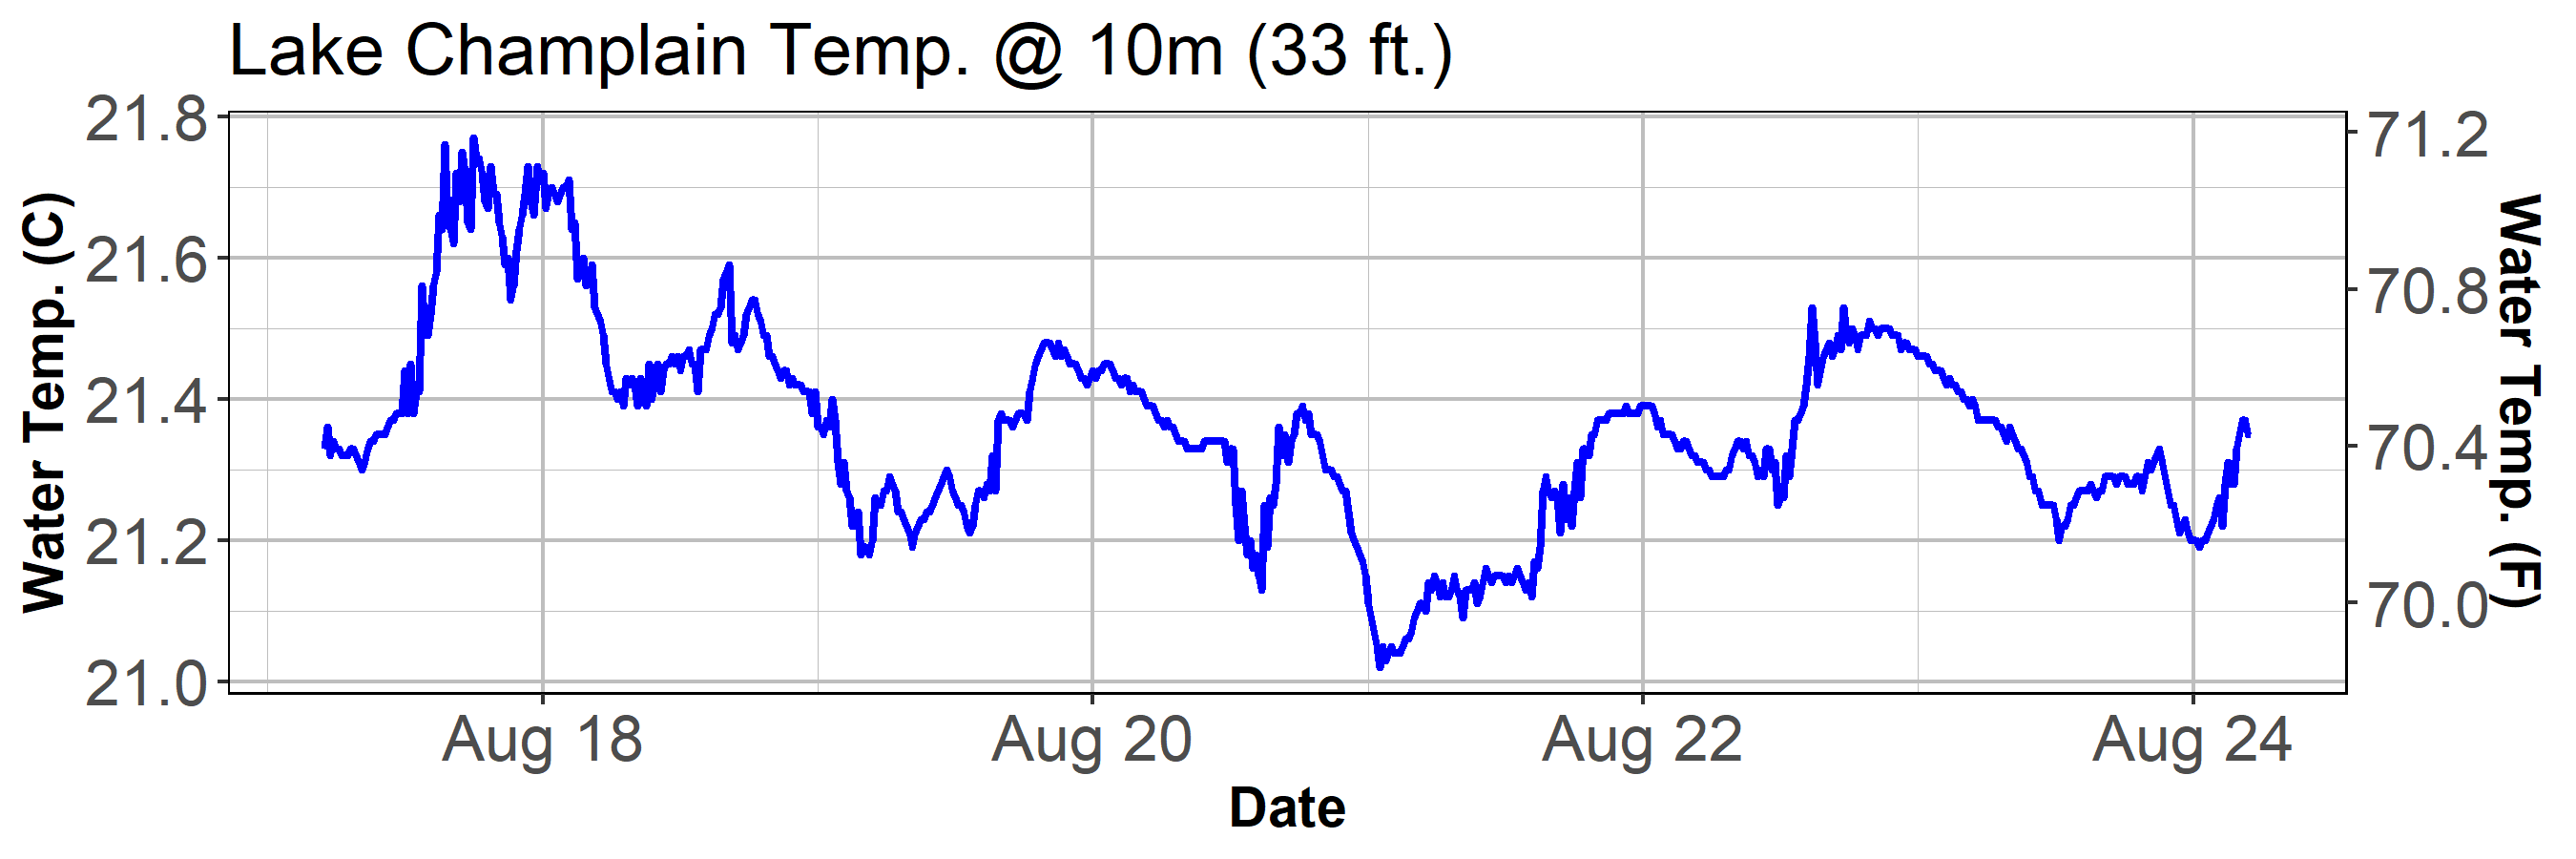 Lake Champlain Temp. @ 10m (33 ft.)
Water Temp. (C)
21.8
21.6
21.4
21.2
21.0
71.2
70.8
70.4
70.0
Water Temp. (F)
Aug 18 Aug 20 Aug 22 Aug 24
Date